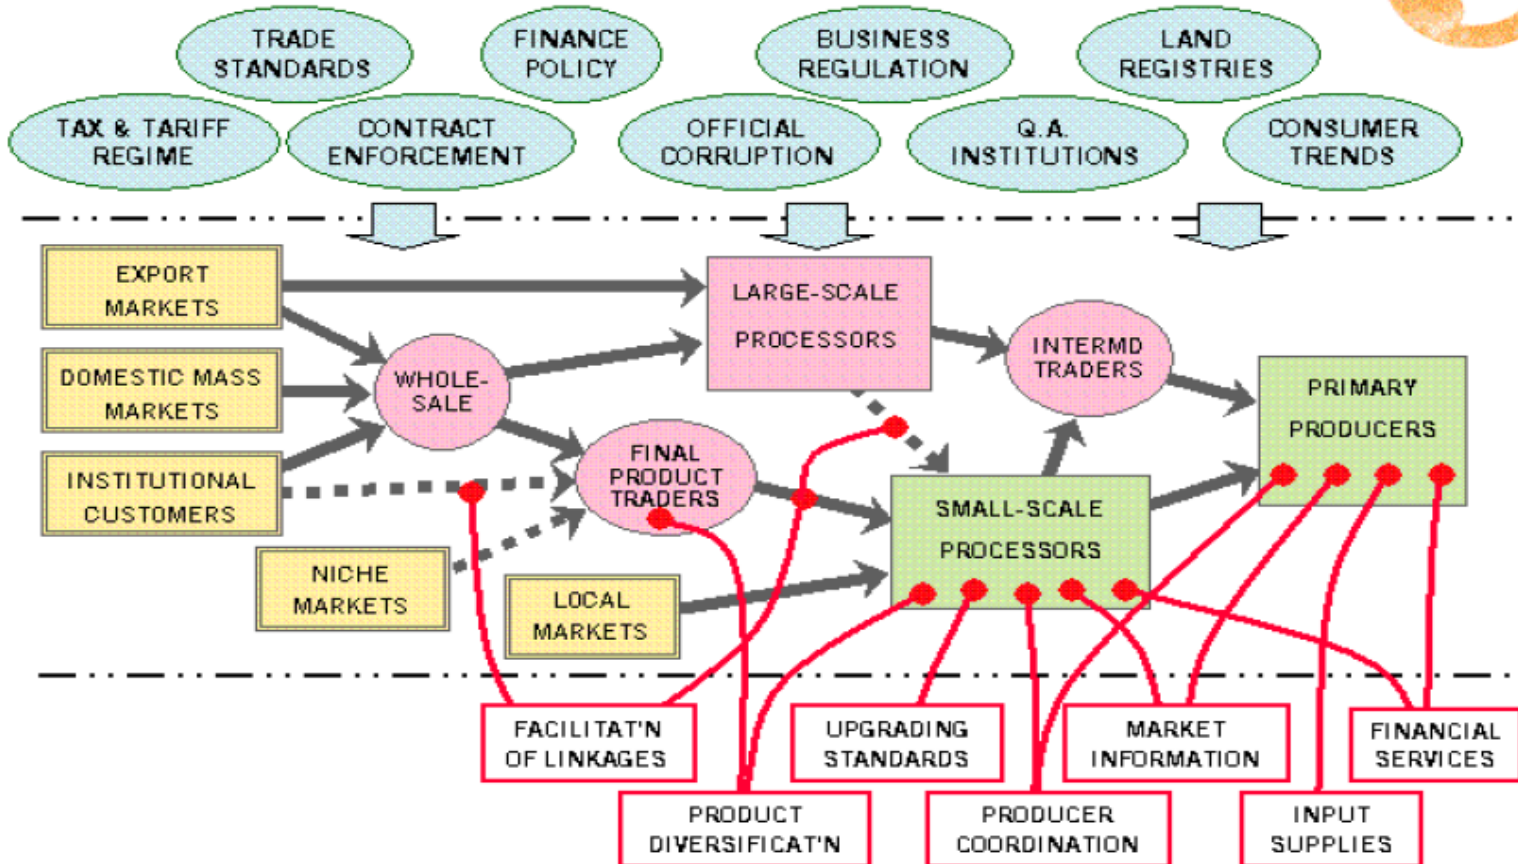 TRADE
STANDARDS
FINANCE
POLICY
BUSINESS
REGULATION
LAND
REGISTRIES
TAX & TARIFF
REGIME
CONTRACT
ENFORCEMENT
OFFICIAL
CORRUPTION
Q.A.
INSTITUTIONS
CONSUMER
TRENDS
EXPORT
MARKETS
DOMESTIC MASS
MARKETS
INSTITUTIONAL
CUSTOMERS
NICHE
MARKETS
LOCAL
MARKETS
WHOLE-
SALE
FINAL
PRODUCT
TRADERS
LARGE-SCALE
PROCESSORS
SMALL-SCALE
PROCESSORS
INTERMD
TRADERS
PRIMARY
PRODUCERS
FACILITAT'N
OF LINKAGES
UPGRADING
STANDARDS
MARKET
INFORMATION
FINANCIAL
SERVICES
PRODUCT
DIVERSIFICAT'N
PRODUCER
COORDINATION
INPUT
SUPPLIES